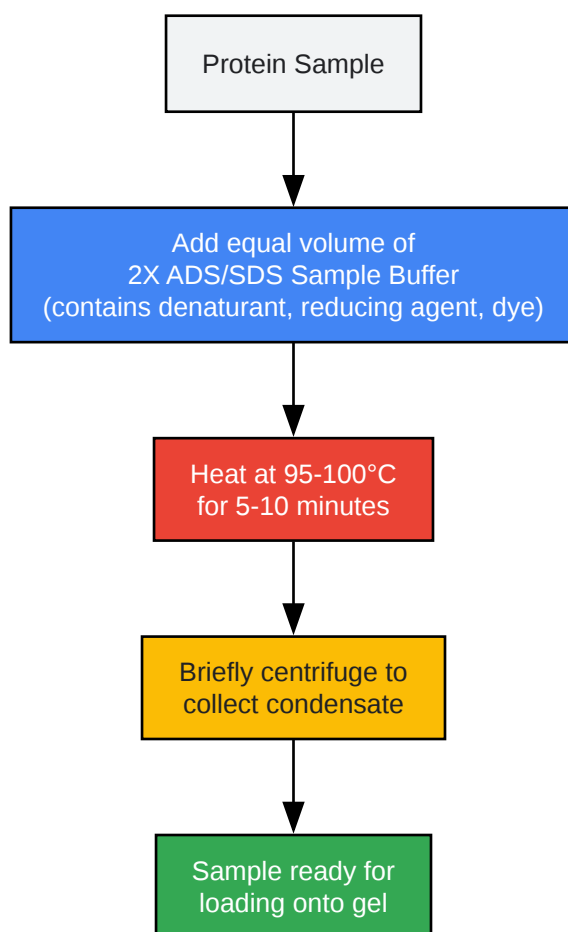 Protein Sample
Add equal volume of
2X ADS/SDS Sample Buffer
(contains denaturant, reducing agent, dye)
Heat at 95-100°C
for 5-10 minutes
Briefly centrifuge to
collect condensate
Sample ready for
loading onto gel